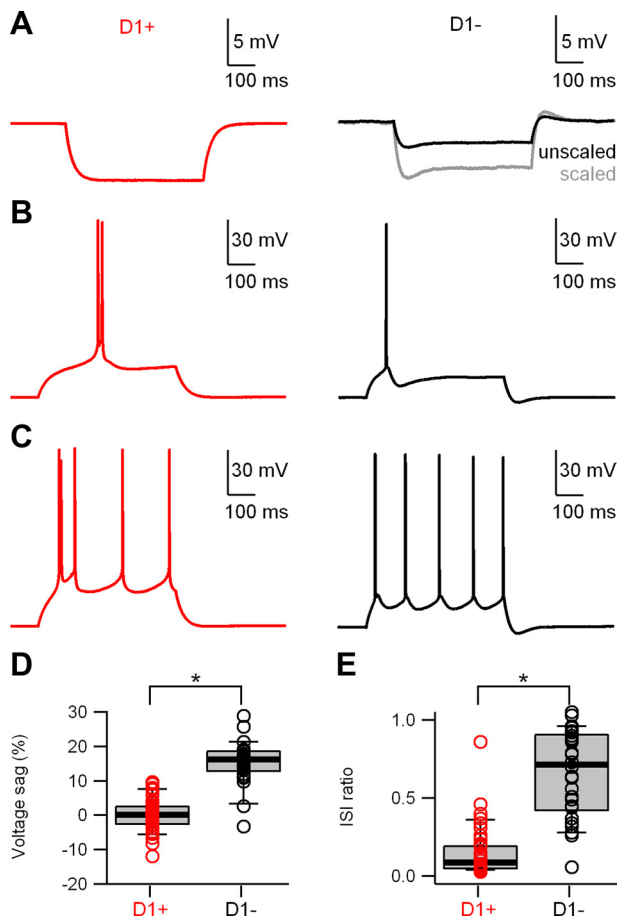 A
D1+
5 mV
100 ms
D1-
5 mV
100 ms
unscaled
scaled
B
30 mV
100 ms
30 mV
100 ms
C
30 mV
100 ms
30 mV
100 ms
D
*
Voltage sag (%)
30
20
10
0
-10
-20
D1+
D1-
E
*
ISI ratio
1.0
0.5
0.0
D1+
D1-